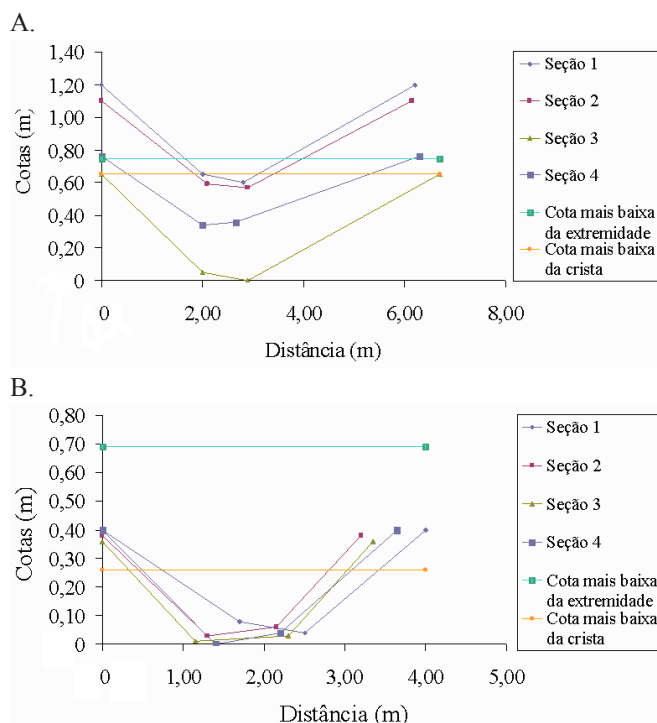 A.
Cotas (m)
1,40
1,20
1,00
0,80
0,60
0,40
0,20
0
0 2,00 4,00 6,00 8,00
Distância (m)
Seção 1
Seção 2
Seção 3
Seção 4
Cota mais baixa
da extremidade
Cota mais baixa
da crista
B.
Cotas (m)
0,80
0,70
0,60
0,50
0,40
0,30
0,20
0,10
0
0 1,00 2,00 3,00 4,00 5,00
Distância (m)
Seção 1
Seção 2
Seção 3
Seção 4
Cota mais baixa
da extremidade
Cota mais baixa
da crista